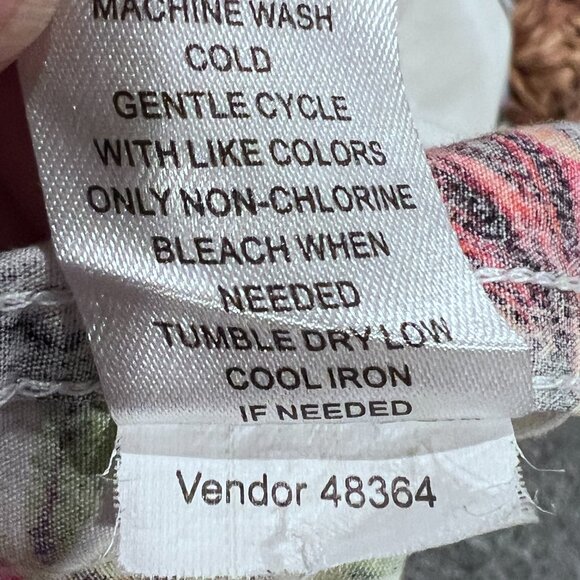 MACHINE WASH
COLD
GENTLE CYCLE
WITH LIKE COLORS
ONLY NON-CHLORINE
BLEACH WHEN
NEEDED
TUMBLE DRY LOW
COOL IRON
IF NEEDED
Vendor 48364